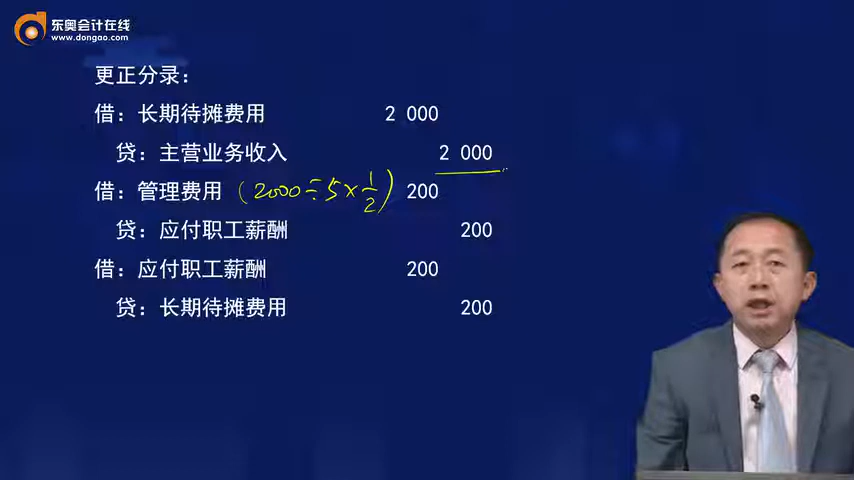 东奥会计在线
www.dongao.com
更正分录：
借：长期待摊费用 2 000
贷：主营业务收入 2 000
借：管理费用 (2000÷5×1/2) 200
贷：应付职工薪酬 200
借：应付职工薪酬 200
贷：长期待摊费用 200